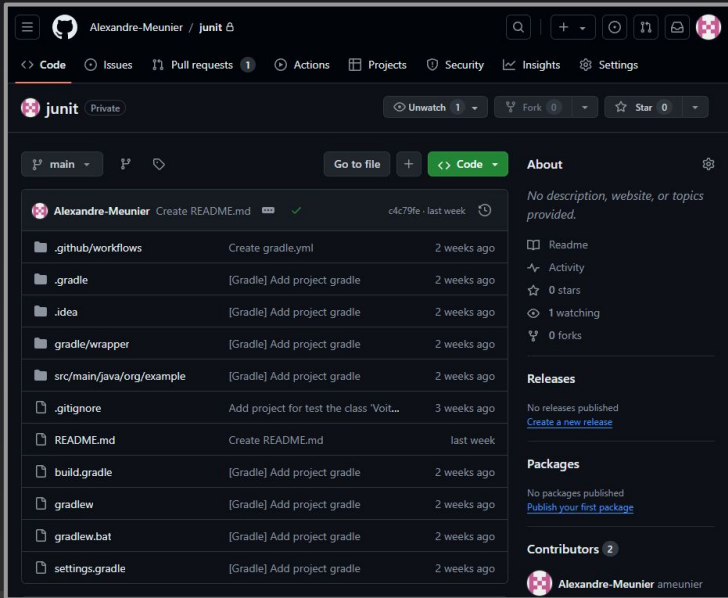 Alexandre-Meunier / junit
Code Issues Pull requests 1 Actions Projects Security Insights Settings
junit Private Unwatch 1 Fork 0 Star 0
main Go to file + <> Code
Alexandre-Meunier Create README.md c4c79fe · last week
.github/workflows Create gradle.yml 2 weeks ago
.gradle [Gradle] Add project gradle 2 weeks ago
.idea [Gradle] Add project gradle 2 weeks ago
gradle/wrapper [Gradle] Add project gradle 2 weeks ago
src/main/java/org/example [Gradle] Add project gradle 2 weeks ago
.gitignore Add project for test the class 'Voit... 3 weeks ago
README.md Create README.md last week
build.gradle [Gradle] Add project gradle 2 weeks ago
gradlew [Gradle] Add project gradle 2 weeks ago
gradlew.bat [Gradle] Add project gradle 2 weeks ago
settings.gradle [Gradle] Add project gradle 2 weeks ago
About
No description, website, or topics
provided.
Readme
Activity
0 stars
1 watching
0 forks
Releases
No releases published
Create a new release
Packages
No packages published
Publish your first package
Contributors 2
Alexandre-Meunier ameunier